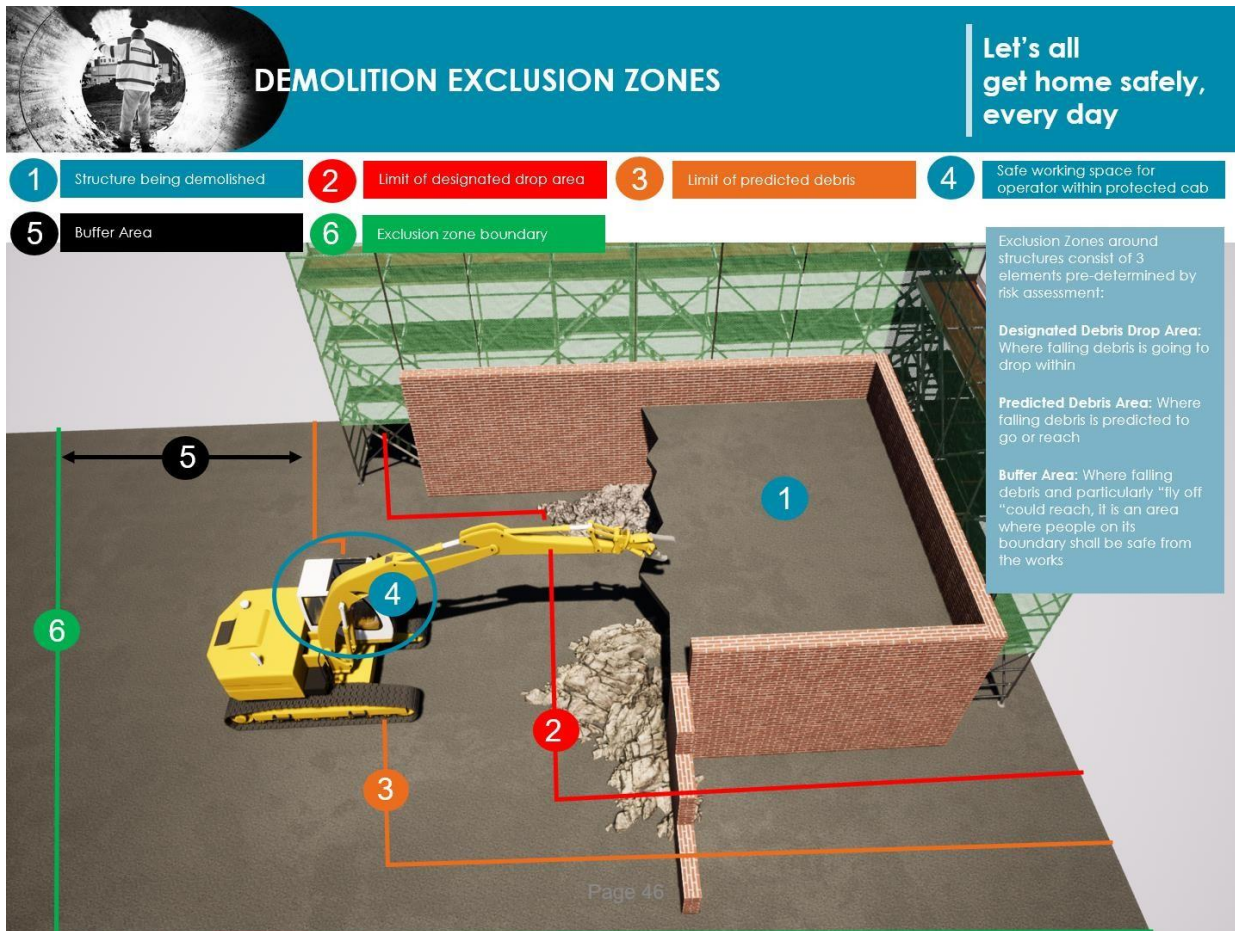 DEMOLITION EXCLUSION ZONES
Let's all
get home safely,
every day
1 Structure being demolished
2 Limit of designated drop area
3 Limit of predicted debris
4 Safe working space for
operator within protected cab
5 Buffer Area
6 Exclusion zone boundary
Exclusion Zones around
structures consist of 3
elements pre-determined by
risk assessment:
Designated Debris Drop Area:
Where falling debris is going to
drop within
Predicted Debris Area: Where
falling debris is predicted to
go or reach
Buffer Area: Where falling
debris and particularly "fly off
"could reach, it is an area
where people on its
boundary shall be safe from
the works
5
1
4
6
2
3
Page 46